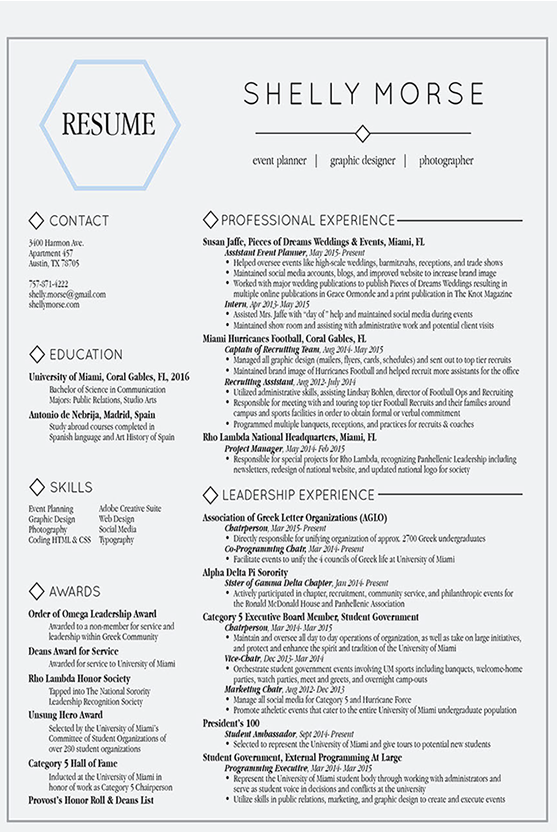 RESUME
SHELLY MORSE
event planner | graphic designer | photographer
CONTACT
3400 Harmon Ave.
Apartment 457
Austin, TX 78705
757-871-4222
shelly.morse@gmail.com
shellymorse.com
EDUCATION
University of Miami, Coral Gables, FL, 2016
Bachelor of Science in Communication
Majors: Public Relations, Studio Arts
Antonio de Nebrija, Madrid, Spain
Study abroad courses completed in
Spanish language and Art History of Spain
SKILLS
Event Planning Adobe Creative Suite
Graphic Design Web Design
Photography Social Media
Coding HTML & CSS Typography
AWARDS
Order of Omega Leadership Award
Awarded to a non-member for service and
leadership within Greek Community
Deans Award for Service
Awarded for service to University of Miami
Rho Lambda Honor Society
Tapped into The National Sorority
Leadership Recognition Society
Unsung Hero Award
Selected by the University of Miami's
Committee of Student Organizations of
over 280 student organizations
Category 5 Hall of Fame
Inducted at the University of Miami in
honor of work as Category 5 Chairperson
Provost's Honor Roll & Deans List
PROFESSIONAL EXPERIENCE
Susan Jaffe, Pieces of Dreams Weddings & Events, Miami, FL
Assistant Event Planner, May 2015- Present
• Helped oversee events like high-scale weddings, barmitzvahs, receptions, and trade shows
• Maintained social media accounts, blogs, and improved website to increase brand image
• Worked with major wedding publications to publish Pieces of Dreams Weddings resulting in
multiple online publications in Grace Ormonde and a print publication in The Knot Magazine
Intern, Apr 2013- May 2015
• Assisted Mrs. Jaffe with "day of" help and maintained social media during events
• Maintained show room and assisting with administrative work and potential client visits
Miami Hurricanes Football, Coral Gables, FL
Captain of Recruiting Team, Aug 2014- May 2015
• Managed all graphic design (mailers, flyers, cards, schedules) and sent out to top tier recruits
• Maintained brand image of Hurricanes and helped recruit more assistants for the office
Recruiting Assistant, Aug 2012- July 2014
• Utilized administrative skills, assisting Lindsay Bohlen, director of Football Ops and Recruiting
• Responsible for meeting with and touring top tier Football Recruits and their families around
campus and sports facilities in order to obtain formal or verbal commitment
• Programmed multiple banquets, receptions, and practices for recruits & coaches
Rho Lambda National Headquarters, Miami, FL
Project Manager, May 2014- Feb 2015
• Responsible for special projects for Rho Lambda, recognizing Panhellenic Leadership including
newsletters, redesign of national website, and updated national logo for society
LEADERSHIP EXPERIENCE
Association of Greek Letter Organizations (AGLO)
Chairperson, Mar 2015- Present
• Directly responsible for unifying organization of approx. 2700 Greek undergraduates
Co-Programming Chair, Mar 2014- Present
• Facilitate events to unify the 4 councils of Greek life at University of Miami
Alpha Delta Pi Sorority
Sister of Gamma Delta Chapter, Jan 2014- Present
• Actively participated in chapter, recruitment, community service, and philanthropic events for
the Ronald McDonald House and Panhellenic Association
Category 5 Executive Board Member, Student Government
Chairperson, Mar 2014- Mar 2015
• Maintain and oversee all day to day operations of organization, as well as take on large initiatives,
and protect and enhance the spirit and tradition of the University of Miami
Vice-Chair, Dec 2013- Mar 2014
• Orchestrate student government events involving UM sports including banquets, welcome-home
parties, watch parties, meet and greets, and overnight camp-outs
Marketing Chair, Aug 2012- Dec 2013
• Manage all social media for Category 5 and Hurricane Force
• Promote athletic events that cater to the entire University of Miami undergraduate population
President's 100
Student Ambassador, Sept 2014- Present
• Selected to represent the University of Miami and give tours to potential new students
Student Government, External Programming At Large
Programming Executive, Mar 2014- Mar 2015
• Represent the University of Miami student body through working with administrators and
serve as student voice in decisions and conflicts at the university
• Utilize skills in public relations, marketing, and graphic design to create and execute events